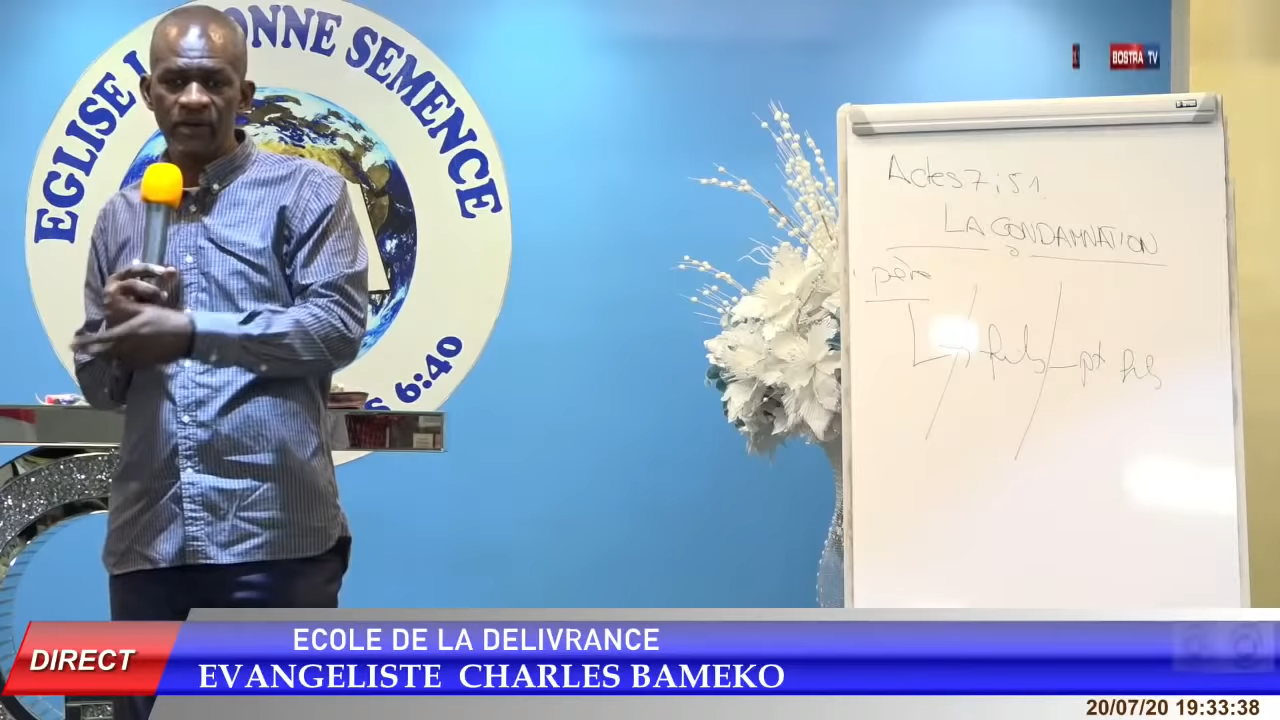 EGLISE L BONNE SEMENCE
6:40
BOSTRA TV
Actes 7:51
LA CONDAMNATION
père
fils pt fils
DIRECT
ECOLE DE LA DELIVRANCE
EVANGELISTE CHARLES BAMEKO
20/07/20 19:33:38